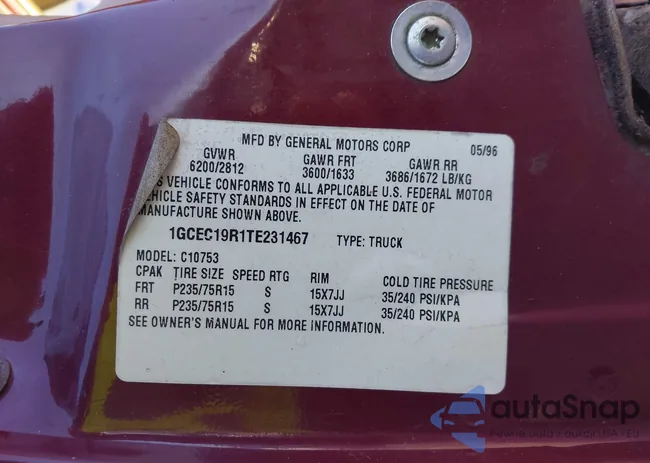 MFD BY GENERAL MOTORS CORP 05/96
GVWR GAWR FRT GAWR RR
6200/2812 3600/1633 3686/1672 LB/KG
VEHICLE CONFORMS TO ALL APPLICABLE U.S. FEDERAL MOTOR
VEHICLE SAFETY STANDARDS IN EFFECT ON THE DATE OF
MANUFACTURE SHOWN ABOVE.
1GCEC19R1TE231467 TYPE: TRUCK
MODEL: C10753
CPAK TIRE SIZE SPEED RTG RIM COLD TIRE PRESSURE
FRT P235/75R15 S 15X7JJ 35/240 PSI/KPA
RR P235/75R15 S 15X7JJ 35/240 PSI/KPA
SEE OWNER'S MANUAL FOR MORE INFORMATION.
autoSnap